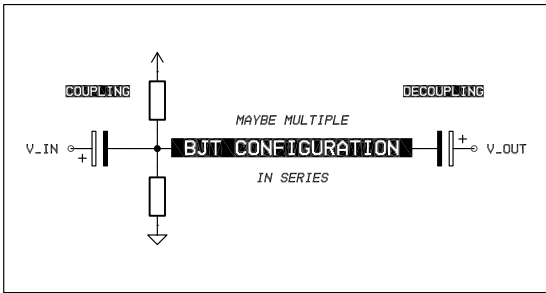 COUPLING
DECOUPLING
MAYBE MULTIPLE
V_IN
+
BJT CONFIGURATION
+
V_OUT
IN SERIES